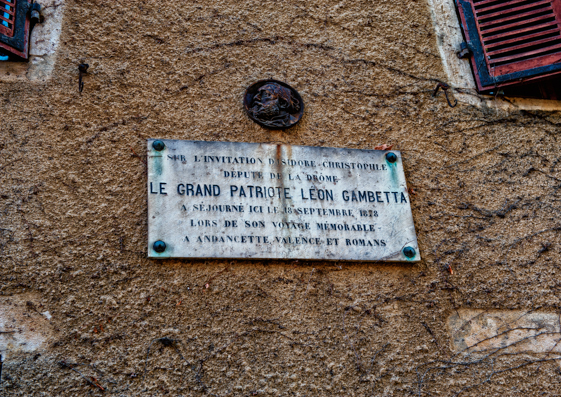 SUR L'INVITATION D'ISIDORE-CHRISTOPHLE
DÉPUTÉ DE LA DRÔME
LE GRAND PATRIOTE LÉON GAMBETTA,
A SÉJOURNÉ ICI LE 18 SEPTEMBRE 1878
LORS DE SON VOYAGE MÉMORABLE
A ANDANCETTE, VALENCE, ET ROMANS